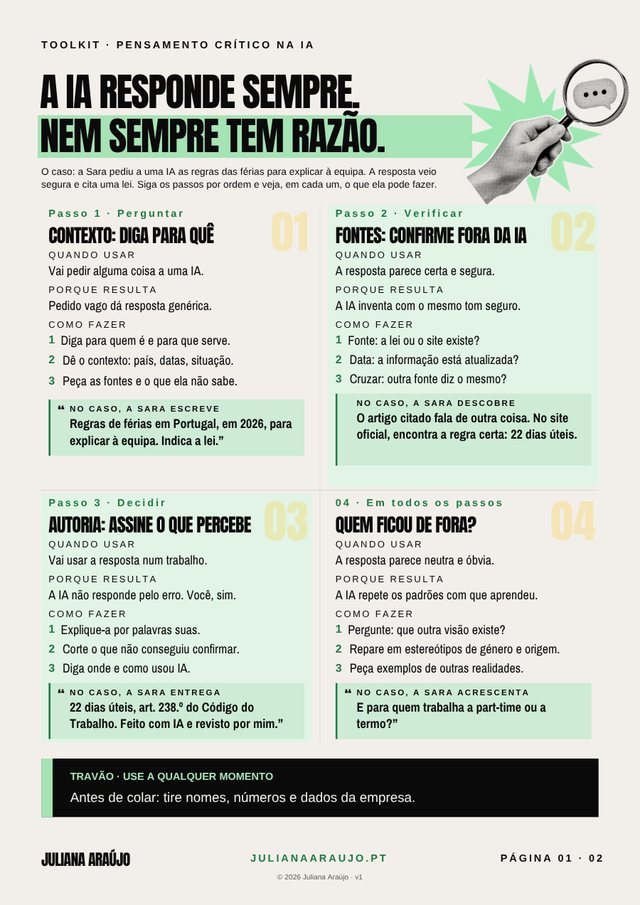 TOOLKIT · PENSAMENTO CRÍTICO NA IA
A IA RESPONDE SEMPRE.
NEM SEMPRE TEM RAZÃO.
O caso: a Sara pediu a uma IA as regras das férias para explicar à equipa. A resposta veio
segura e cita uma lei. Siga os passos por ordem e veja, em cada um, o que ela pode fazer.
Passo 1 · Perguntar
01
CONTEXTO: DIGA PARA QUÊ
QUANDO USAR
Vai pedir alguma coisa a uma IA.
PORQUE RESULTA
Pedido vago dá resposta genérica.
COMO FAZER
1 Diga para quem é e para que serve.
2 Dê o contexto: país, datas, situação.
3 Peça as fontes e o que ela não sabe.
“ NO CASO, A SARA ESCREVE
Regras de férias em Portugal, em 2026, para
explicar à equipa. Indica a lei.”
Passo 2 · Verificar
02
FONTES: CONFIRME FORA DA IA
QUANDO USAR
A resposta parece certa e segura.
PORQUE RESULTA
A IA inventa com o mesmo tom seguro.
COMO FAZER
1 Fonte: a lei ou o site existe?
2 Data: a informação está atualizada?
3 Cruzar: outra fonte diz o mesmo?
NO CASO, A SARA DESCOBRE
O artigo citado fala de outra coisa. No site
oficial, encontra a regra certa: 22 dias úteis.
Passo 3 · Decidir
03
AUTORIA: ASSINE O QUE PERCEBE
QUANDO USAR
Vai usar a resposta num trabalho.
PORQUE RESULTA
A IA não responde pelo erro. Você, sim.
COMO FAZER
1 Explique-a por palavras suas.
2 Corte o que não conseguiu confirmar.
3 Diga onde e como usou IA.
“ NO CASO, A SARA ENTREGA
22 dias úteis, art. 238.º do Código do
Trabalho. Feito com IA e revisto por mim.”
04 · Em todos os passos
04
QUEM FICOU DE FORA?
QUANDO USAR
A resposta parece neutra e óbvia.
PORQUE RESULTA
A IA repete os padrões com que aprendeu.
COMO FAZER
1 Pergunte: que outra visão existe?
2 Repare em estereótipos de género e origem.
3 Peça exemplos de outras realidades.
“ NO CASO, A SARA ACRESCENTA
E para quem trabalha a part-time ou a
termo?”
TRAVÃO · USE A QUALQUER MOMENTO
Antes de colar: tire nomes, números e dados da empresa.
JULIANA ARAÚJO
JULIANAARAUJO.PT
PÁGINA 01 · 02
© 2026 Juliana Araújo · v1